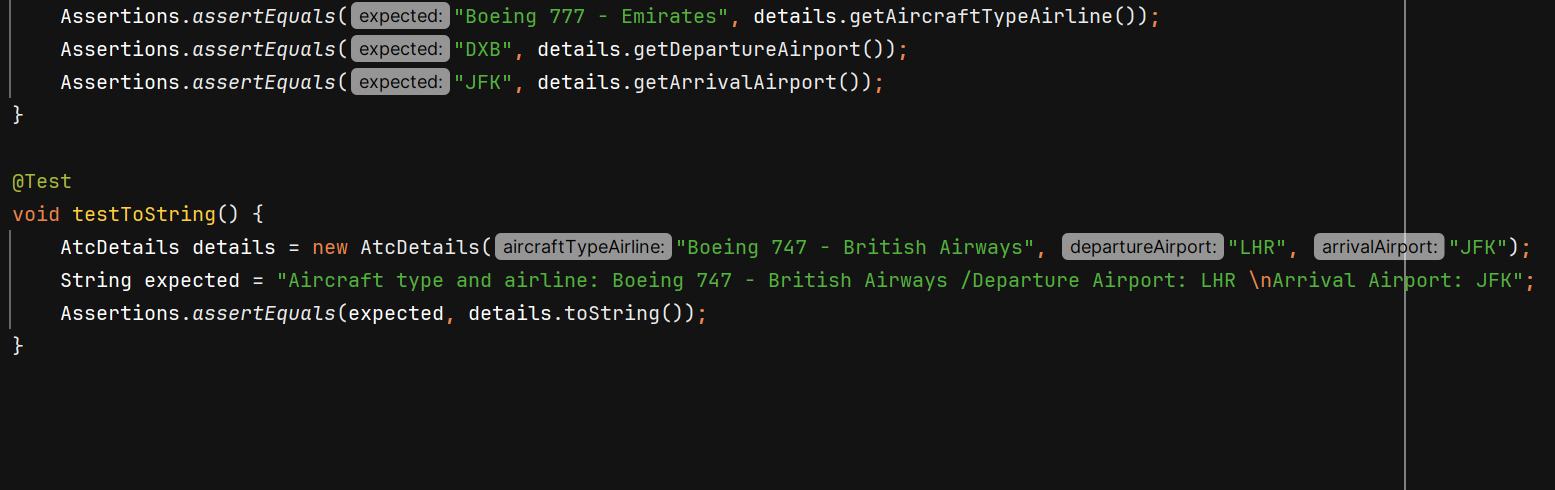 Assertions.assertEquals( expected: "Boeing 777 - Emirates", details.getAircraftTypeAirline());
Assertions.assertEquals( expected: "DXB", details.getDepartureAirport());
Assertions.assertEquals( expected: "JFK", details.getArrivalAirport());
}
@Test
void testToString() {
AtcDetails details = new AtcDetails( aircraftTypeAirline: "Boeing 747 - British Airways", departureAirport: "LHR", arrivalAirport: "JFK");
String expected = "Aircraft type and airline: Boeing 747 - British Airways /Departure Airport: LHR \nArrival Airport: JFK";
Assertions.assertEquals(expected, details.toString());
}